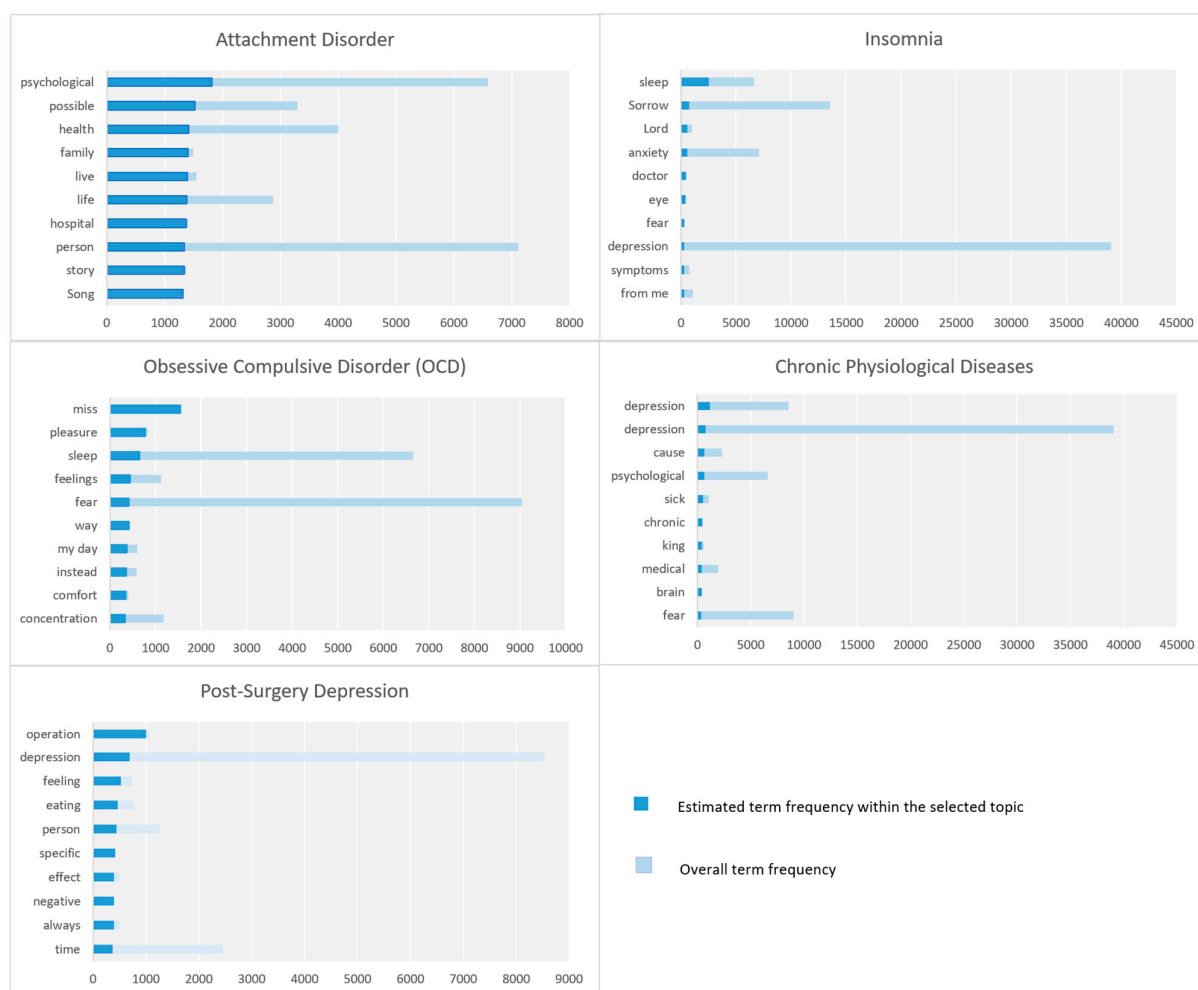 Attachment Disorder
psychological
possible
health
family
live
life
hospital
person
story
Song
0 1000 2000 3000 4000 5000 6000 7000 8000
Insomnia
sleep
Sorrow
Lord
anxiety
doctor
eye
fear
depression
symptoms
from me
0 5000 10000 15000 20000 25000 30000 35000 40000 45000
Obsessive Compulsive Disorder (OCD)
miss
pleasure
sleep
feelings
fear
way
my day
instead
comfort
concentration
0 1000 2000 3000 4000 5000 6000 7000 8000 9000 10000
Chronic Physiological Diseases
depression
depression
cause
psychological
sick
chronic
king
medical
brain
fear
0 5000 10000 15000 20000 25000 30000 35000 40000 45000
Post-Surgery Depression
operation
depression
feeling
eating
person
specific
effect
negative
always
time
0 1000 2000 3000 4000 5000 6000 7000 8000 9000
Estimated term frequency within the selected topic
Overall term frequency